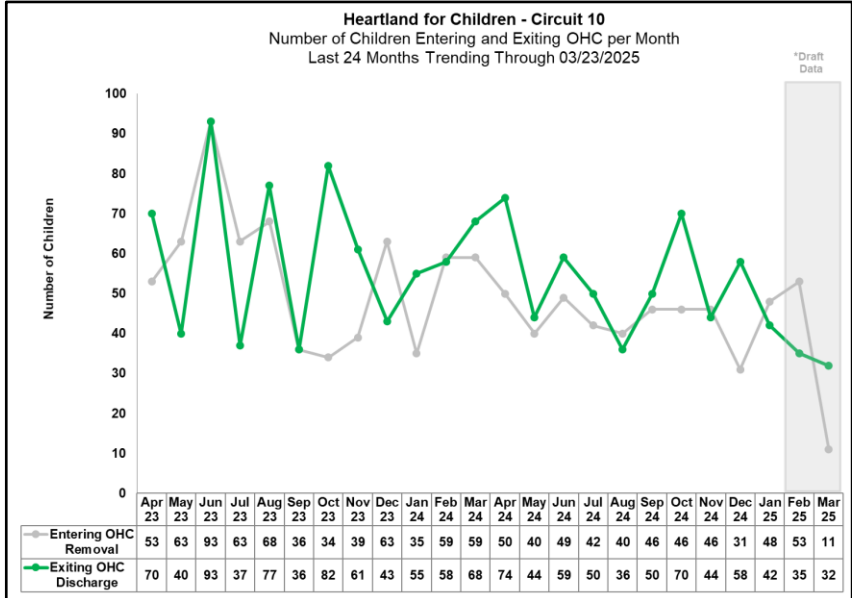 Heartland for Children - Circuit 10
Number of Children Entering and Exiting OHC per Month
Last 24 Months Trending Through 03/23/2025
*Draft
Data
Number of Children
100
90
80
70
60
50
40
30
20
10
0
Apr May Jun Jul Aug Sep Oct Nov Dec Jan Feb Mar Apr May Jun Jul Aug Sep Oct Nov Dec Jan Feb Mar
23 23 23 23 23 23 23 23 23 24 24 24 24 24 24 24 24 24 24 24 24 25 25 25
Entering OHC
Removal
53 63 93 63 68 36 34 39 63 35 59 59 50 40 49 42 40 46 46 46 31 48 53 11
Exiting OHC
Discharge
70 40 93 37 77 36 82 61 43 55 58 68 74 44 59 50 36 50 70 44 58 42 35 32